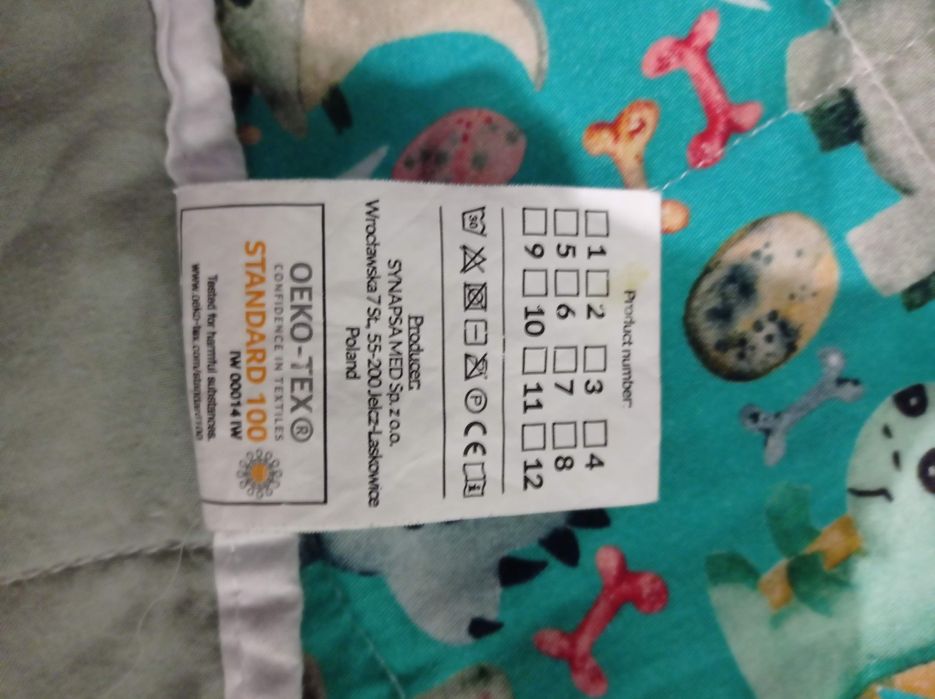 Product number:
1 2 3 4
5 6 7 8
9 10 11 12
30 P CE i
Producer:
SYNAPSA MED Sp. z o.o.
Wrocławska 7 St., 55-200 Jelcz-Laskowice
Poland
OEKO-TEX®
CONFIDENCE IN TEXTILES
STANDARD 100
IW 00014 IW
Tested for harmful substances.
www.oeko-tex.com/standard100